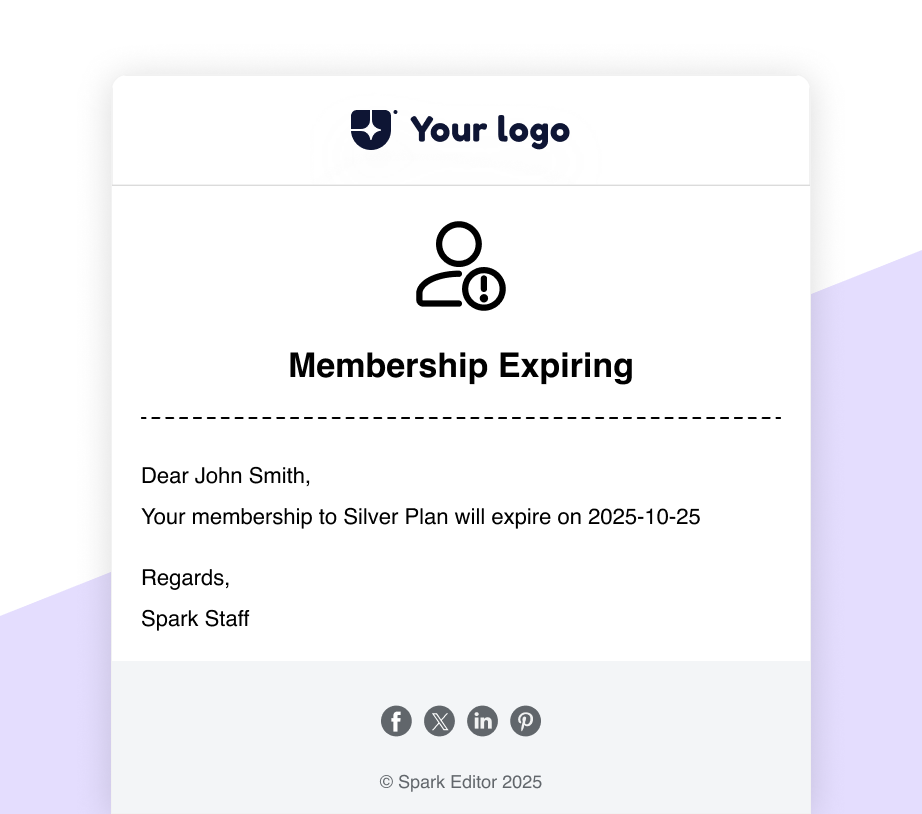 Your logo
Membership Expiring
Dear John Smith,
Your membership to Silver Plan will expire on 2025-10-25
Regards,
Spark Staff
© Spark Editor 2025